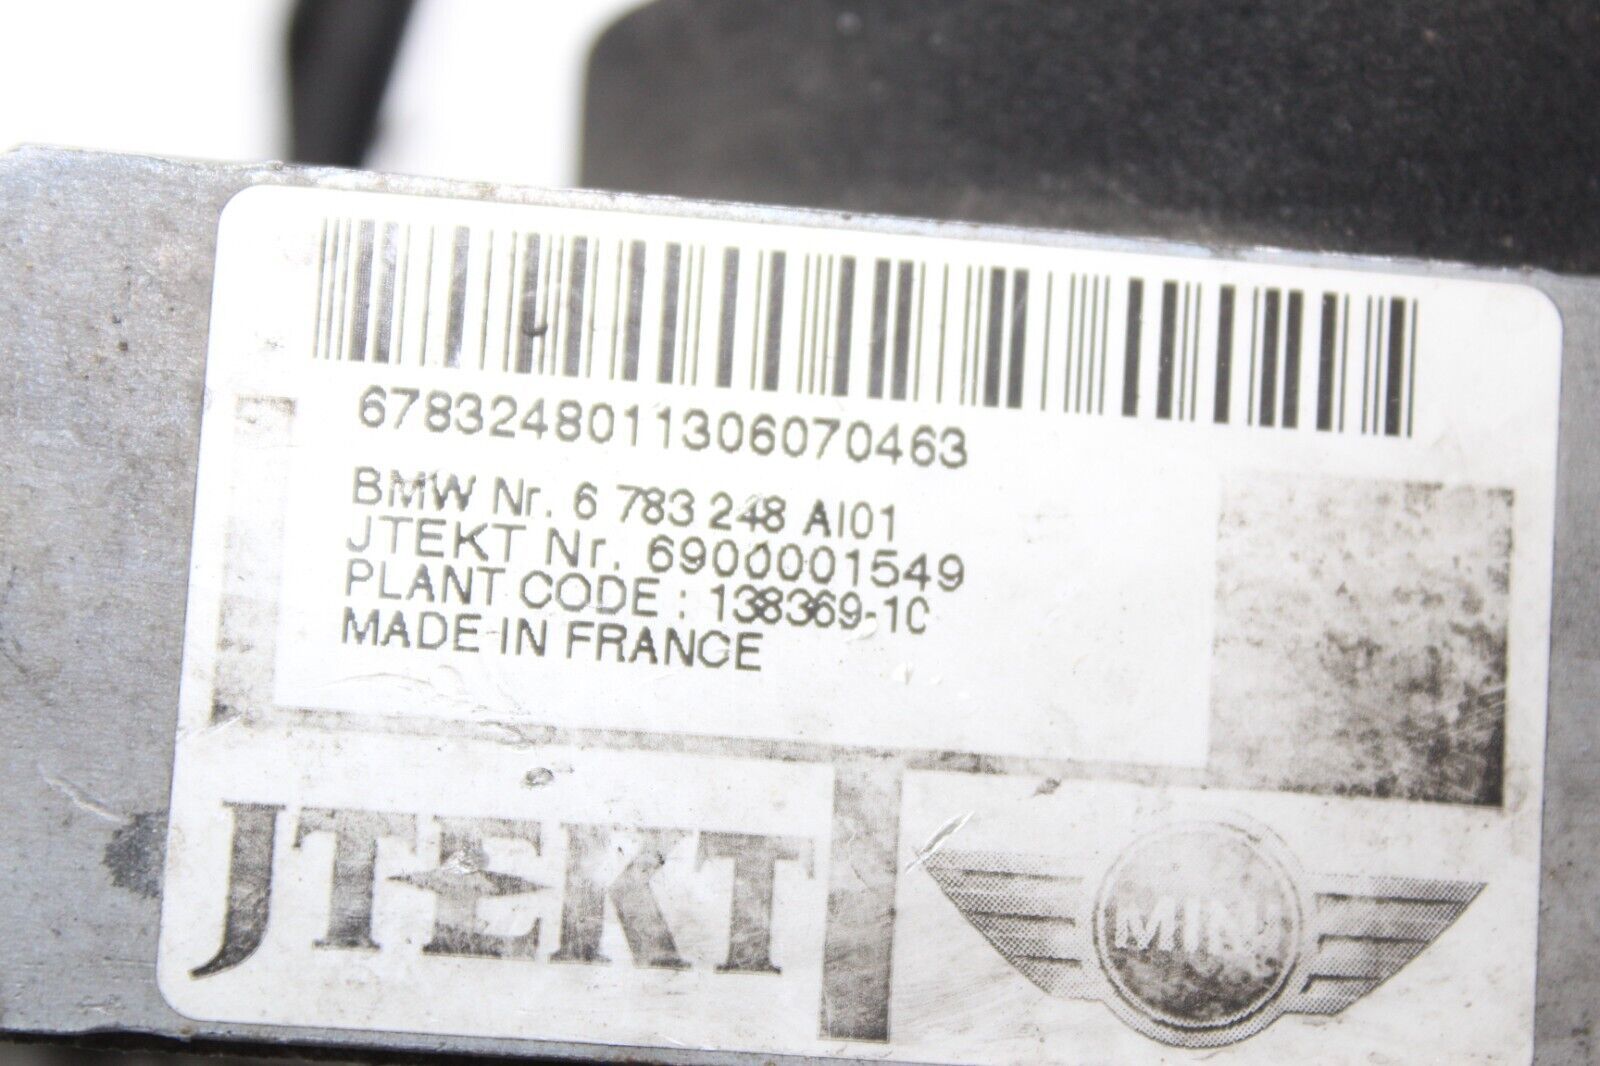 6783248011306070463
BMW Nr. 6 783 248 AI01
JTEKT Nr. 6900001549
PLANT CODE : 138369-10
MADE IN FRANCE
JTEKT
MINI